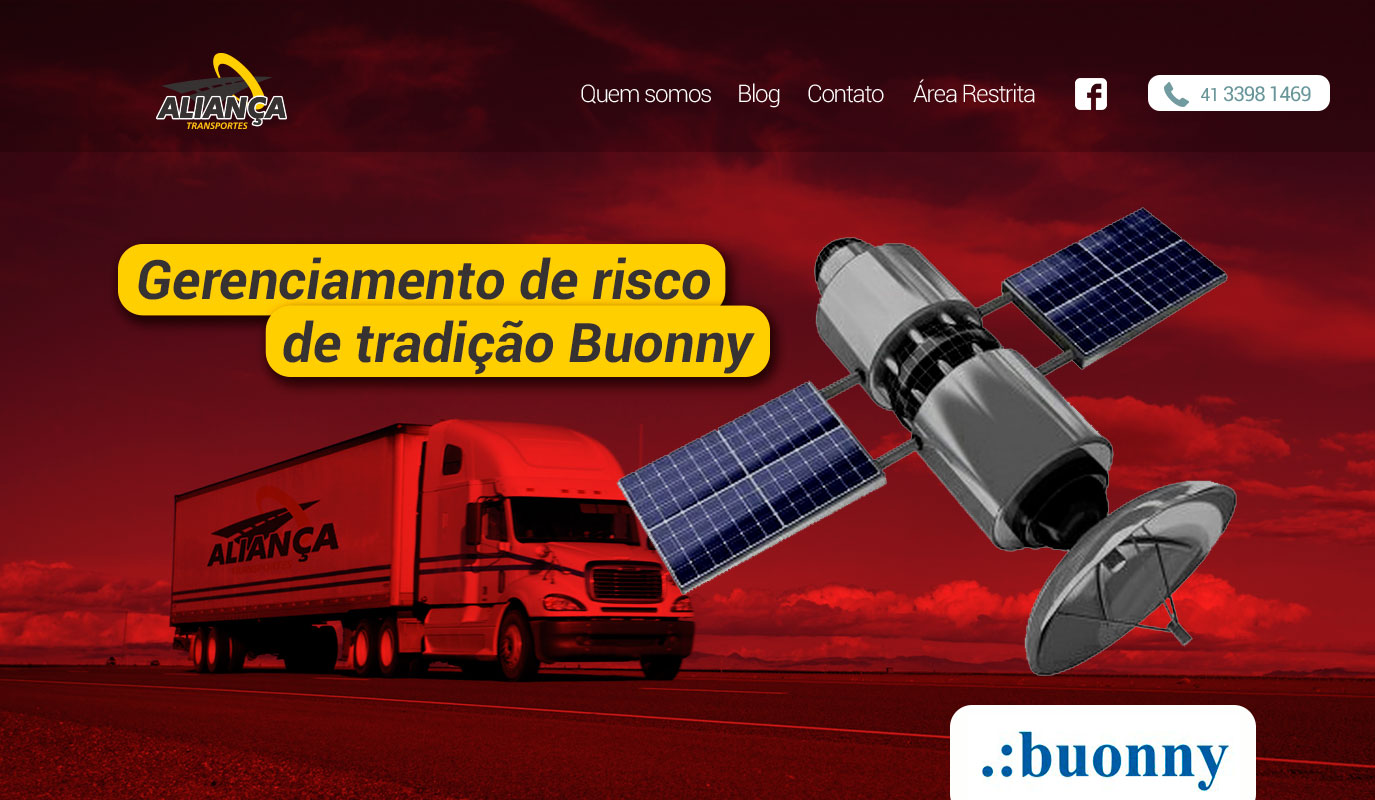 ALIANÇA
TRANSPORTES
Quem somos
Blog
Contato
Área Restrita
f
41 3398 1469
Gerenciamento de risco
de tradição Buonny
ALIANÇA
TRANSPORTES
.:buonny